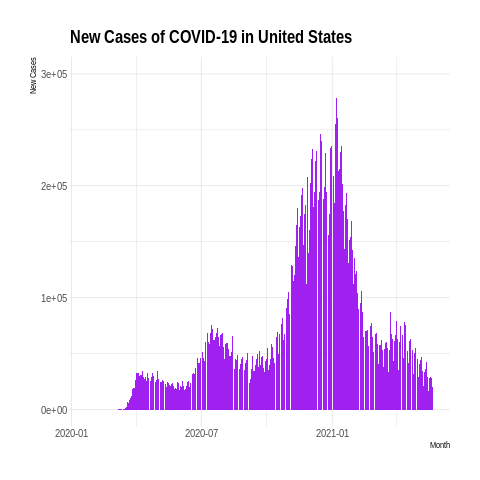 New Cases of COVID-19 in United States
New Cases
3e+05
2e+05
1e+05
0e+00
2020-01
2020-07
2021-01
Month